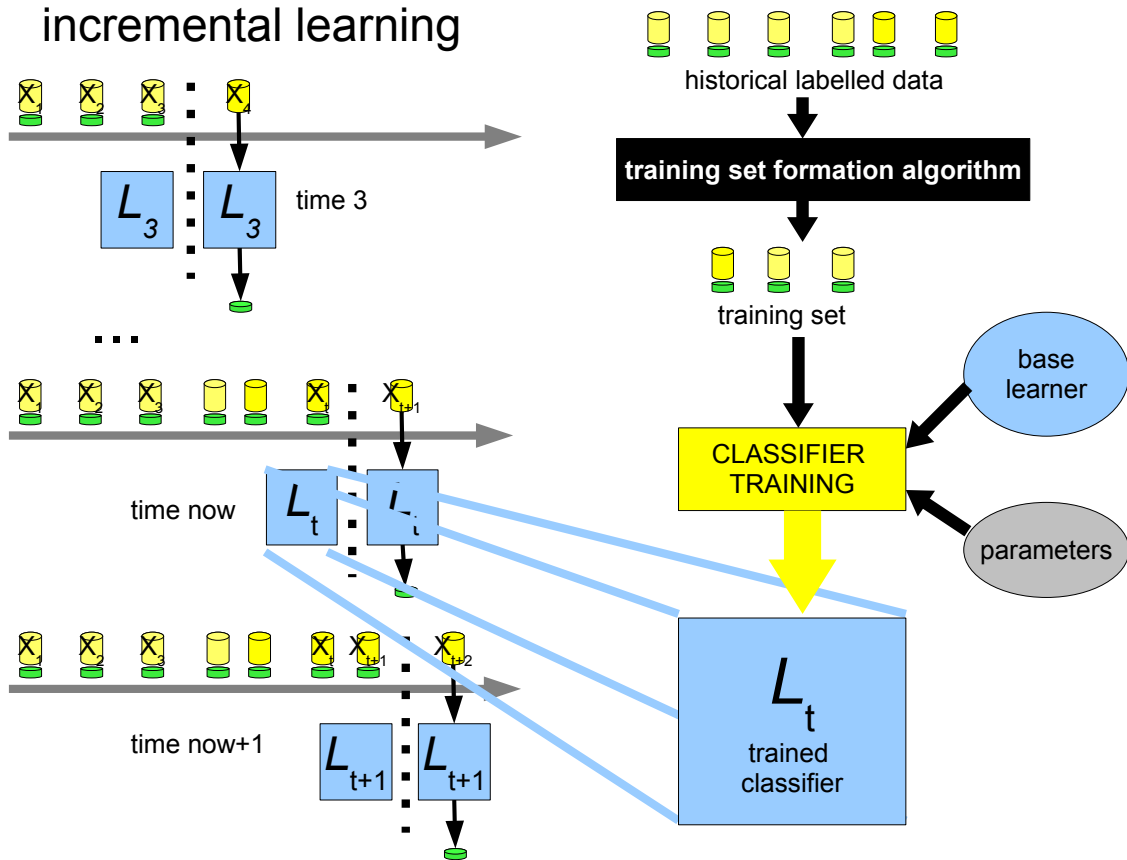 incremental learning
X1 X2 X3 X4
L3 L3
time 3
...
X1 X2 X3 Xt Xt+1
time now
Lt Lt
X1 X2 X3 Xt Xt+1 Xt+2
time now+1
Lt+1 Lt+1
historical labelled data
training set formation algorithm
training set
base
learner
CLASSIFIER
TRAINING
parameters
Lt
trained
classifier